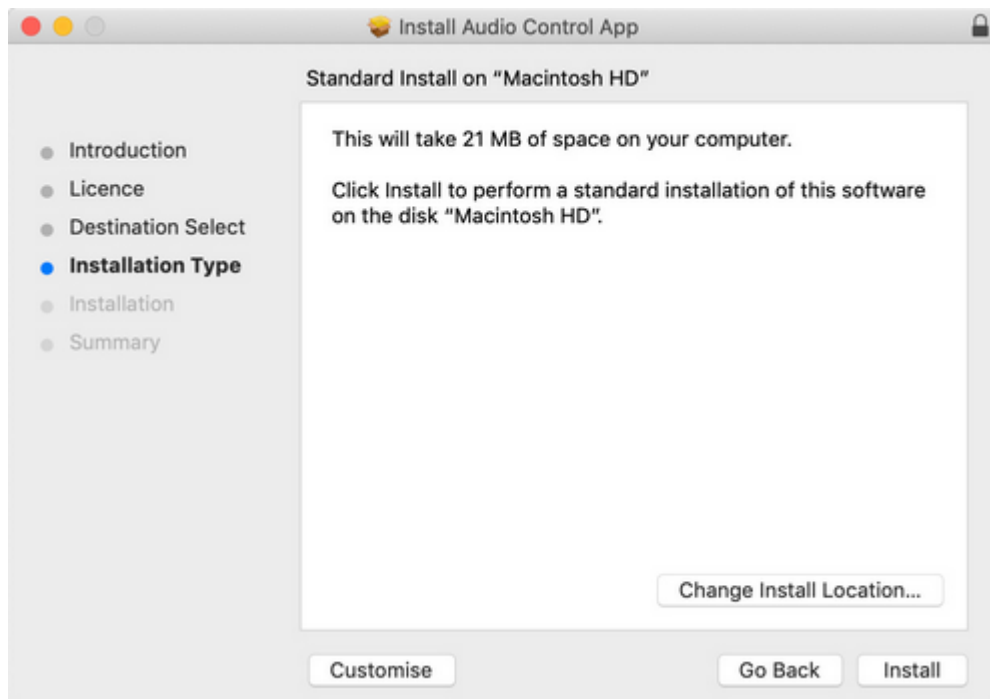 Install Audio Control App
Standard Install on “Macintosh HD”
Introduction
Licence
Destination Select
Installation Type
Installation
Summary
This will take 21 MB of space on your computer.
Click Install to perform a standard installation of this software
on the disk “Macintosh HD”.
Change Install Location...
Customise
Go Back
Install